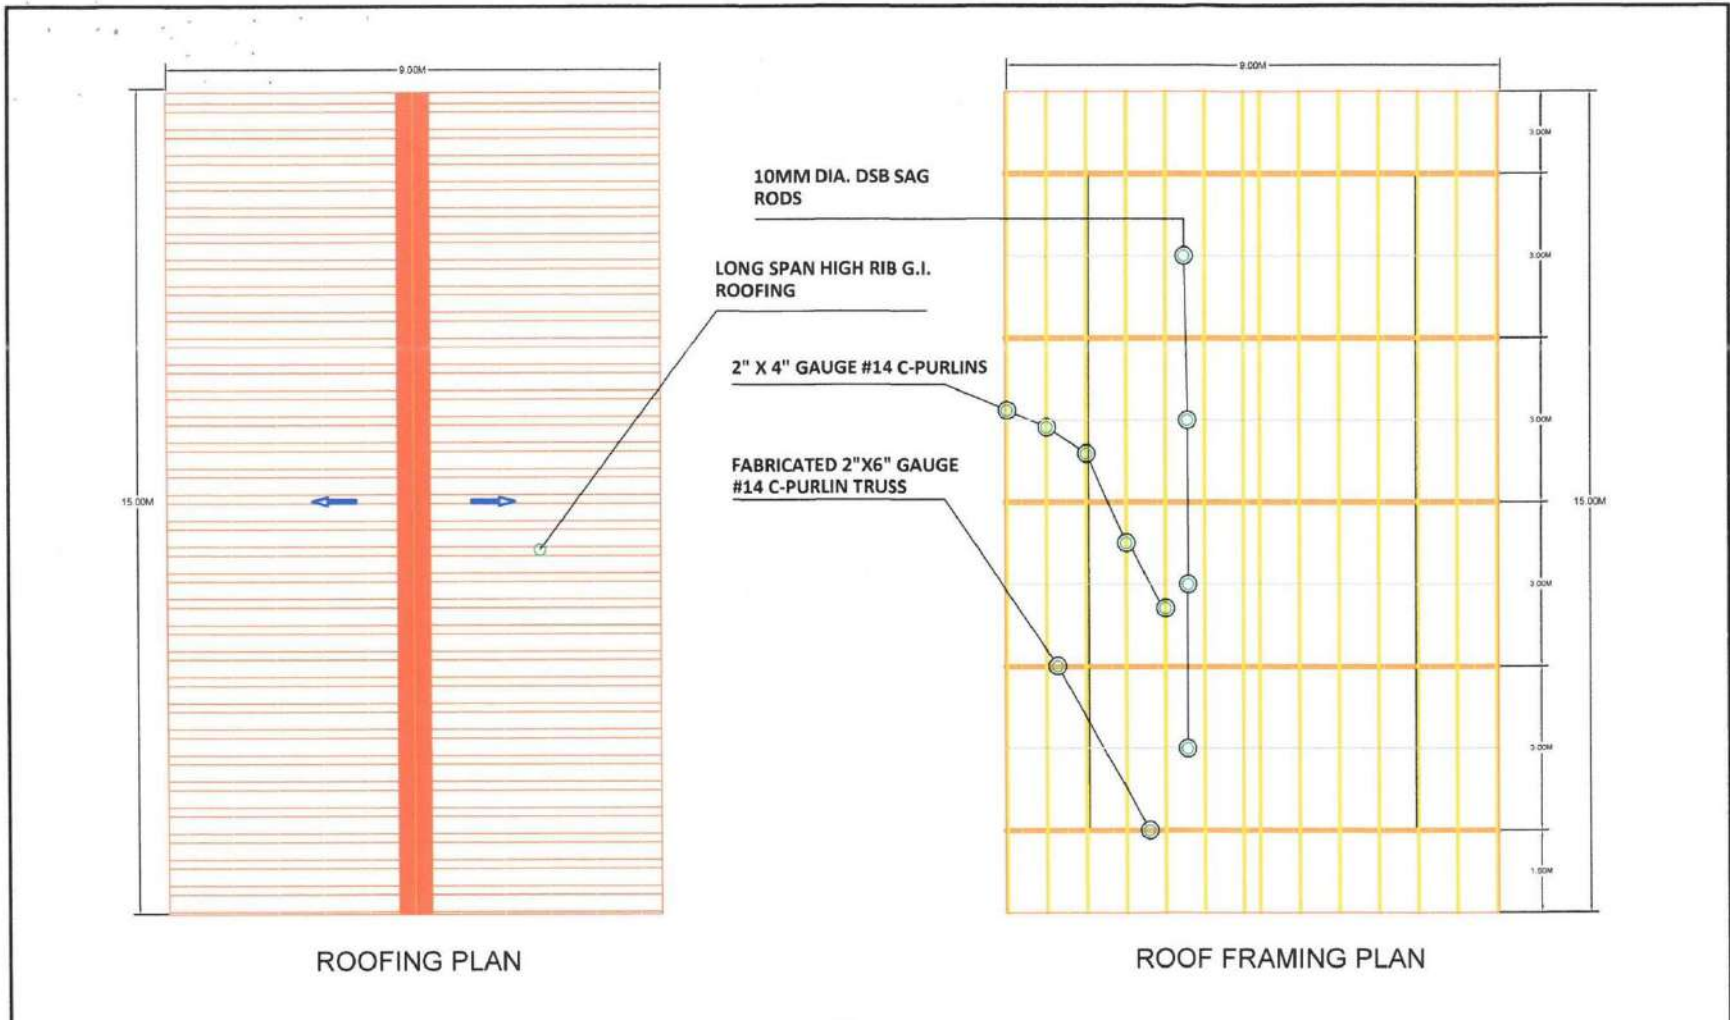 9.00M
15.00M
ROOFING PLAN
10MM DIA. DSB SAG
RODS
LONG SPAN HIGH RIB G.I.
ROOFING
2" X 4" GAUGE #14 C-PURLINS
FABRICATED 2"X6" GAUGE
#14 C-PURLIN TRUSS
9.00M
3.00M
3.00M
3.00M
3.00M
3.00M
1.50M
15.00M
ROOF FRAMING PLAN